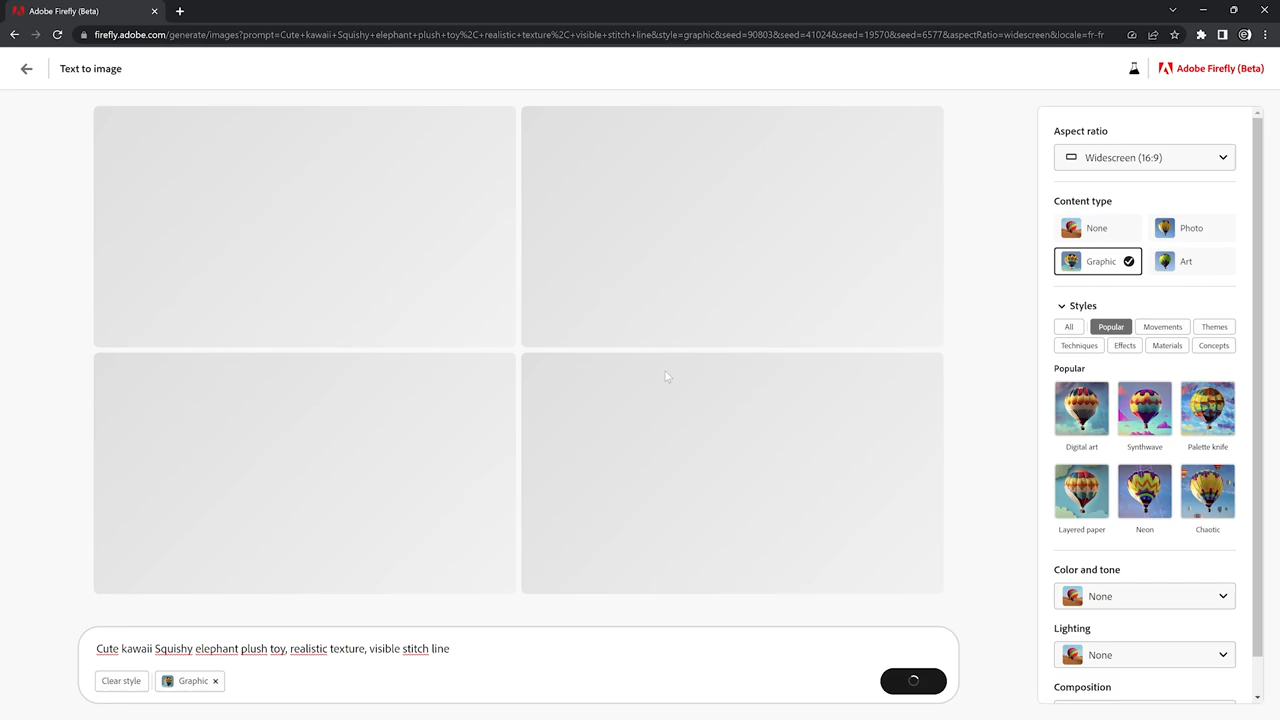 Adobe Firefly (Beta)
firefly.adobe.com/generate/images?prompt=Cute+kawaii+Squishy+elephant+plush+toy%2C+realistic+texture%2C+visible+stitch+line&style=graphic&seed=90803&seed=41024&seed=19570&seed=6577&aspectRatio=widescreen&locale=fr-fr
Text to image
Adobe Firefly (Beta)
Aspect ratio
Widescreen (16:9)
Content type
None
Photo
Graphic
Art
Styles
All
Popular
Movements
Themes
Techniques
Effects
Materials
Concepts
Popular
Digital art
Synthwave
Palette knife
Layered paper
Neon
Chaotic
Color and tone
None
Lighting
None
Composition
Cute kawaii Squishy elephant plush toy, realistic texture, visible stitch line
Clear style
Graphic